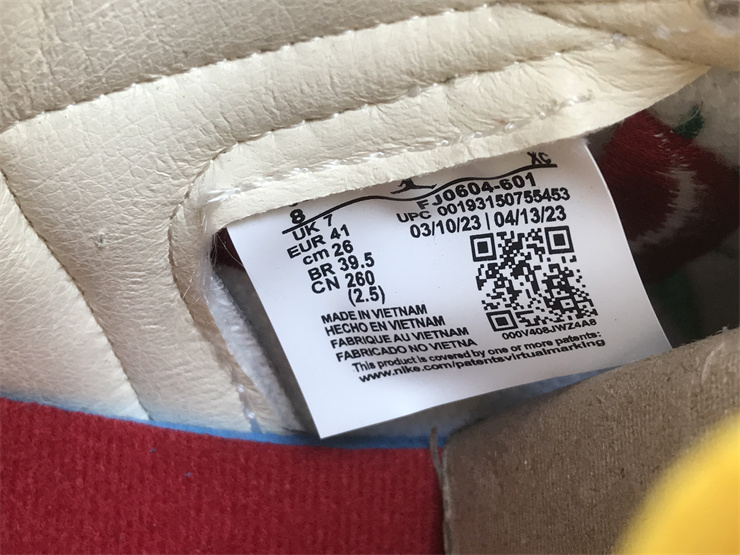 8
UK 7
EUR 41
cm 26
BR 39.5
CN 260
(2.5)
XC
FJ0604-601
UPC 00193150755453
03/10/23 | 04/13/23
000V408JWZ4A8
MADE IN VIETNAM
HECHO EN VIETNAM
FABRIQUE AU VIETNAM
FABRICADO NO VIETNA
This product is covered by one or more patents:
www.nike.com/patentsvirtualmarking